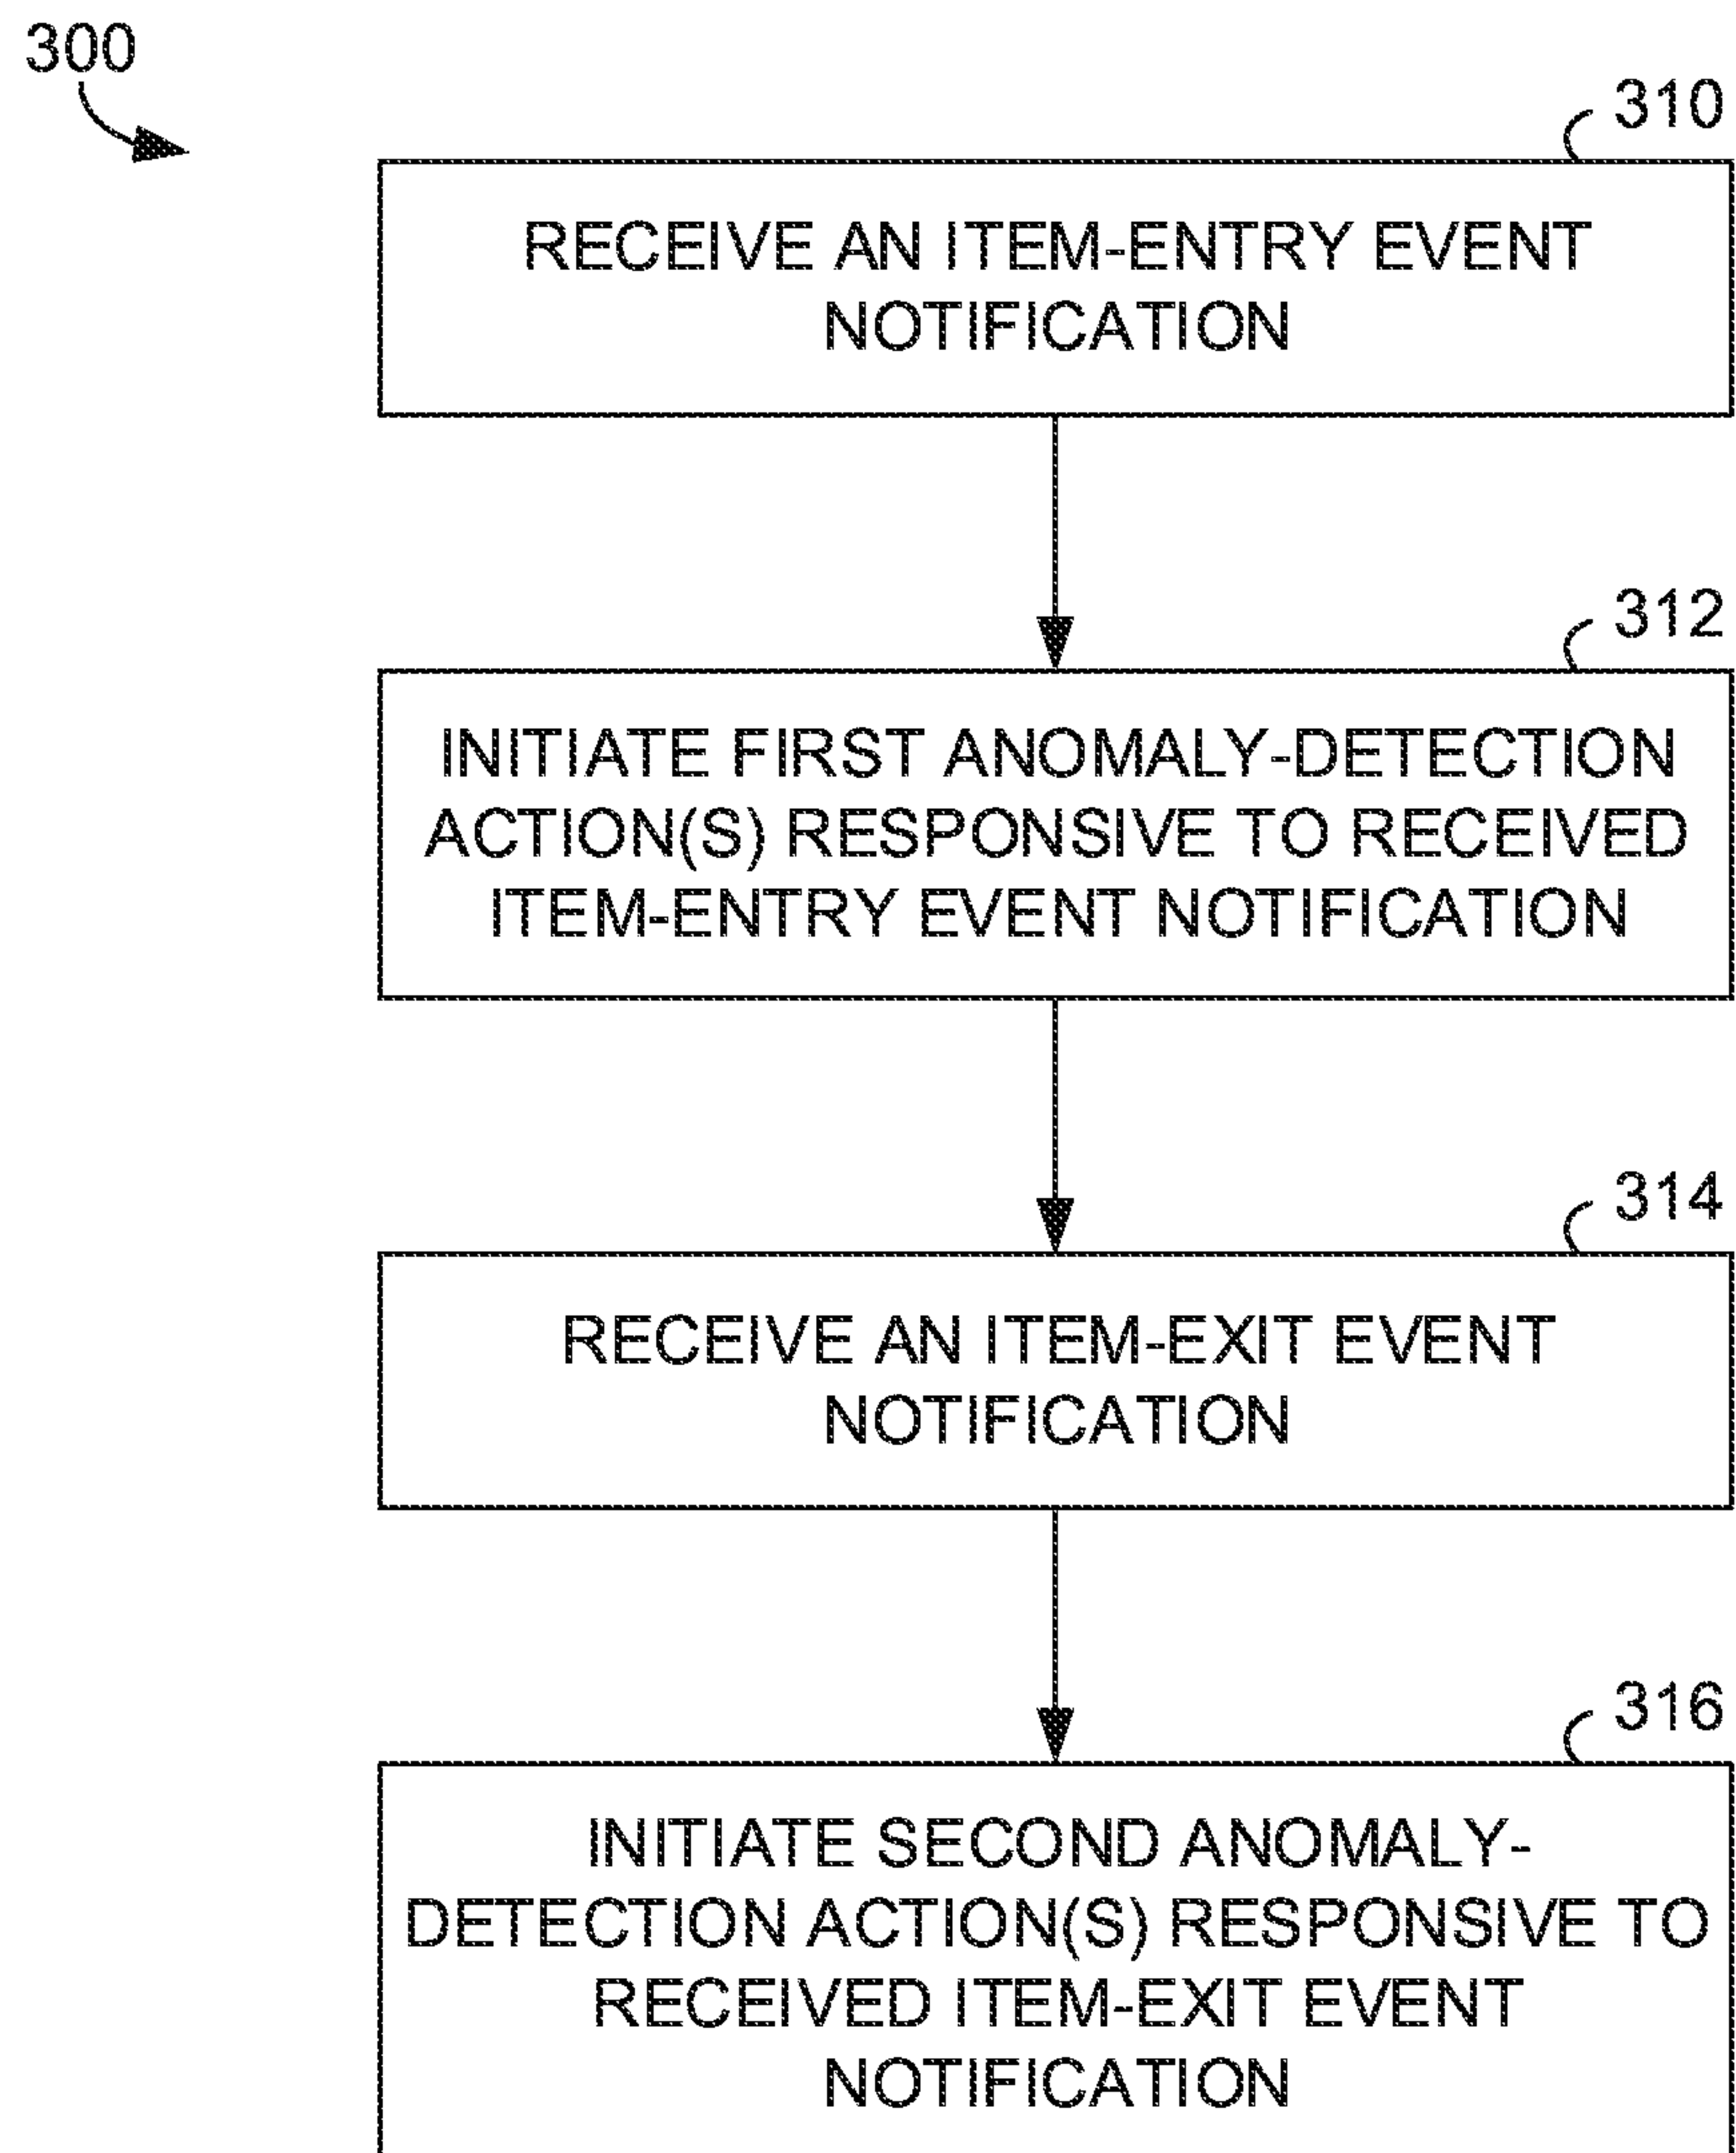 300
310
RECEIVE AN ITEM-ENTRY EVENT
NOTIFICATION
312
INITIATE FIRST ANOMALY-DETECTION
ACTION(S) RESPONSIVE TO RECEIVED
ITEM-ENTRY EVENT NOTIFICATION
314
RECEIVE AN ITEM-EXIT EVENT
NOTIFICATION
316
INITIATE SECOND ANOMALY-
DETECTION ACTION(S) RESPONSIVE TO
RECEIVED ITEM-EXIT EVENT
NOTIFICATION